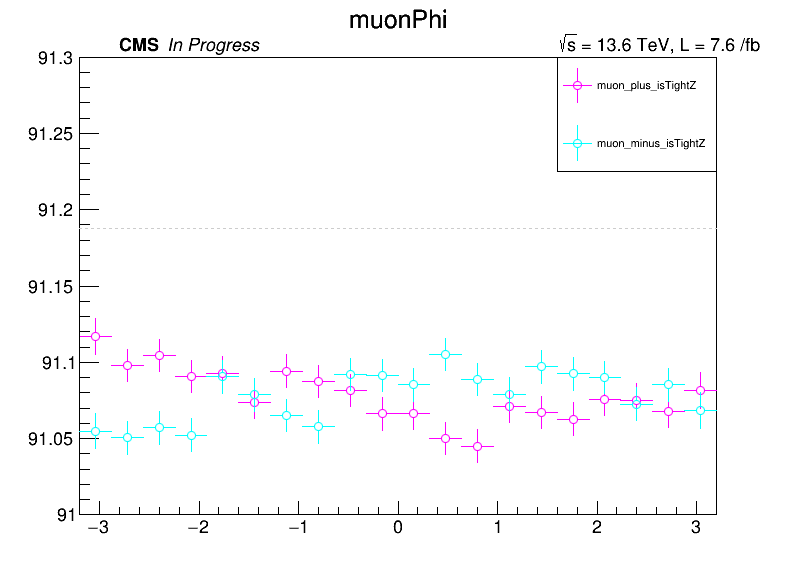 muonPhi
CMS In Progress
√s = 13.6 TeV, L = 7.6 /fb
muon_plus_isTightZ
muon_minus_isTightZ
91.3
91.25
91.2
91.15
91.1
91.05
91
−3 −2 −1 0 1 2 3